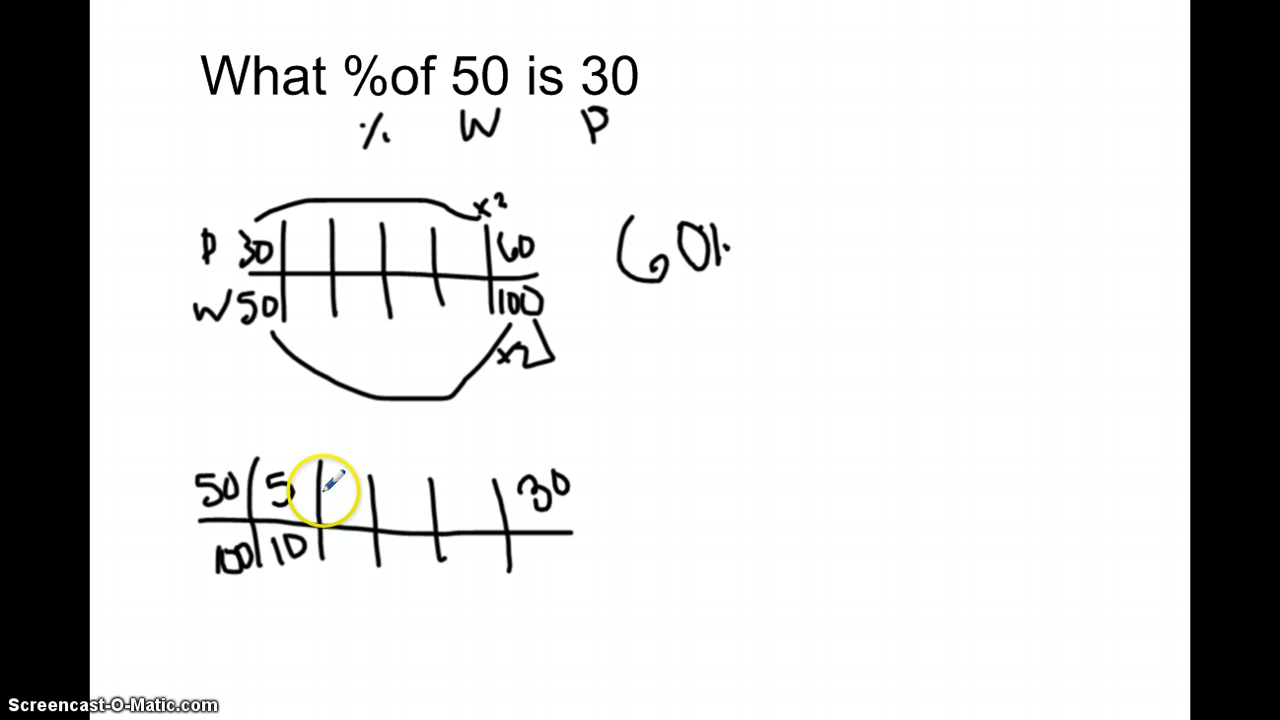 What %of 50 is 30
% W P
x2
P 30 60
60%
W 50 100
x2
50 5 30
100 10
Screencast-O-Matic.com